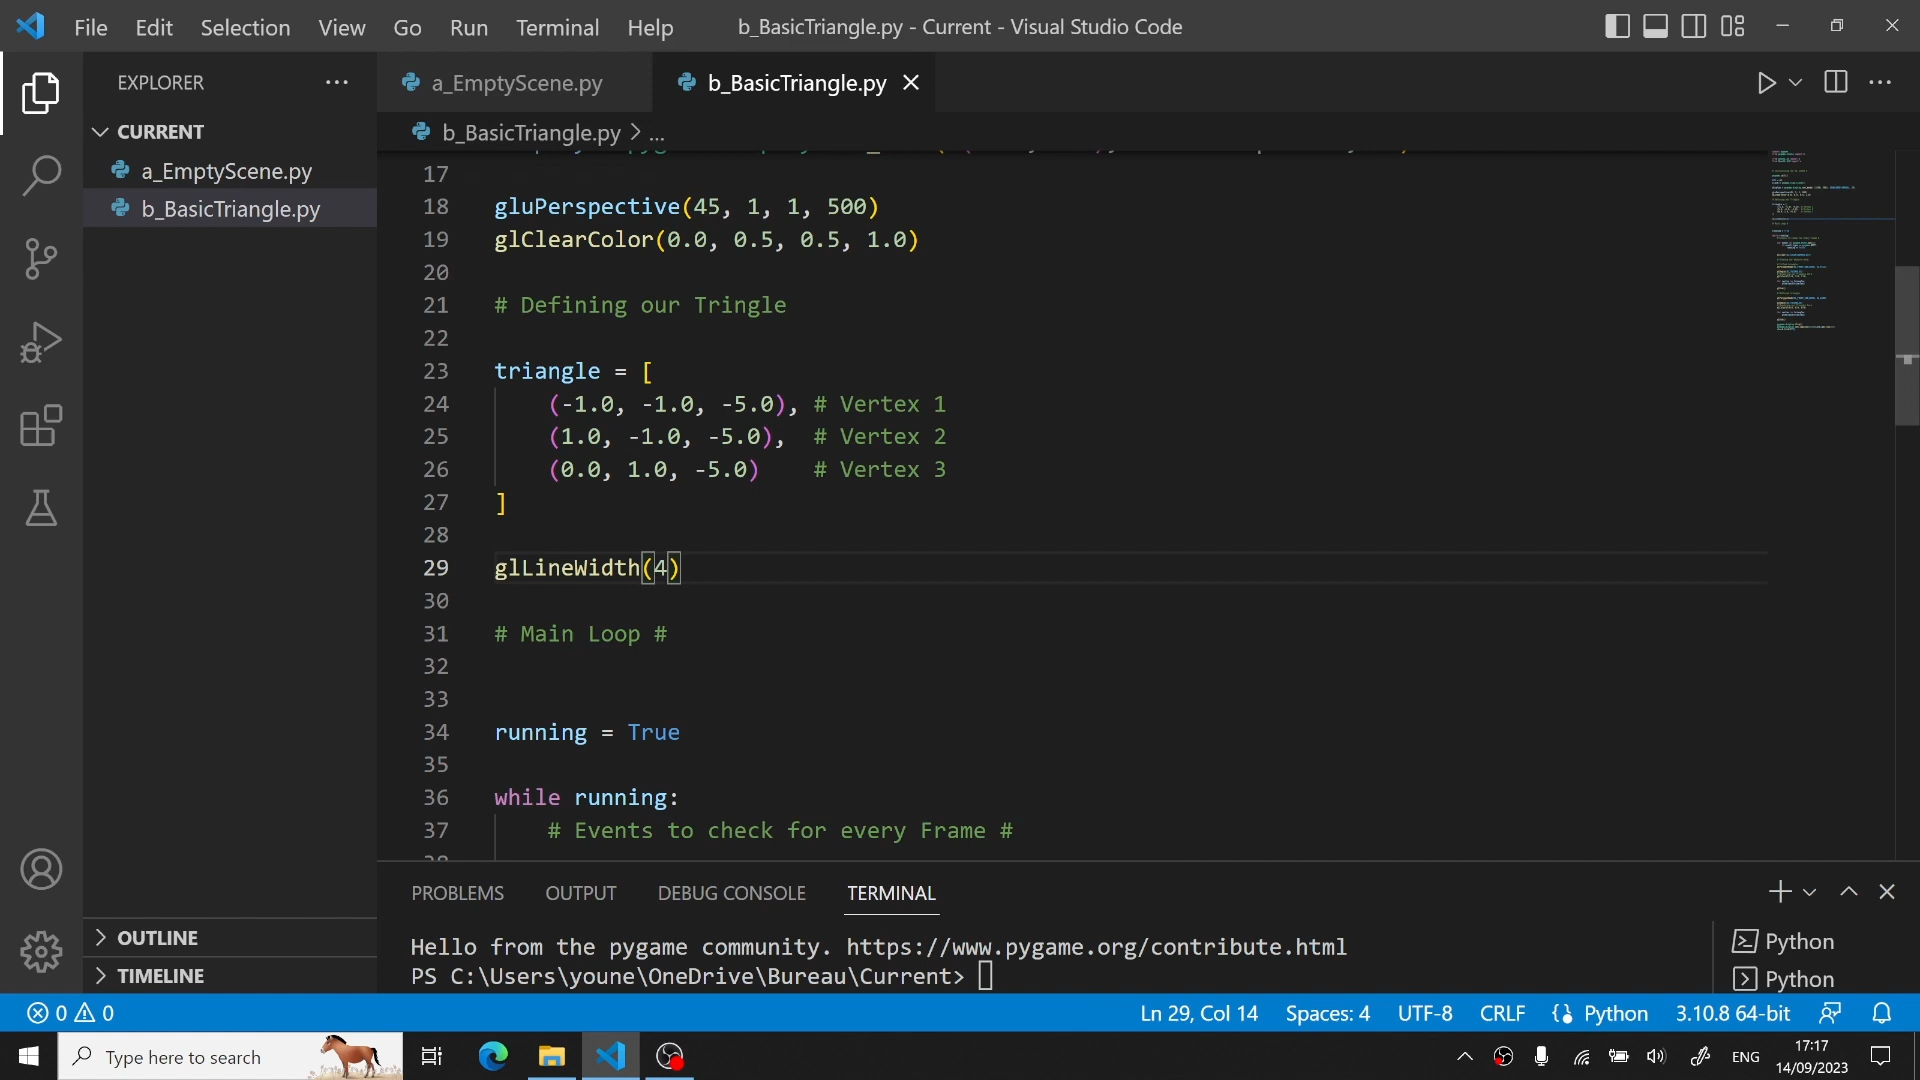 File Edit Selection View Go Run Terminal Help b_BasicTriangle.py - Current - Visual Studio Code
EXPLORER
a_EmptyScene.py
b_BasicTriangle.py
CURRENT
b_BasicTriangle.py > ...
a_EmptyScene.py
b_BasicTriangle.py
17
18 gluPerspective(45, 1, 1, 500)
19 glClearColor(0.0, 0.5, 0.5, 1.0)
20
21 # Defining our Tringle
22
23 triangle = [
24 (-1.0, -1.0, -5.0), # Vertex 1
25 (1.0, -1.0, -5.0), # Vertex 2
26 (0.0, 1.0, -5.0) # Vertex 3
27 ]
28
29 glLineWidth(4)
30
31 # Main Loop #
32
33
34 running = True
35
36 while running:
37 # Events to check for every Frame #
PROBLEMS OUTPUT DEBUG CONSOLE TERMINAL
Hello from the pygame community. https://www.pygame.org/contribute.html
PS C:\Users\youne\OneDrive\Bureau\Current>
Python
Python
OUTLINE
TIMELINE
0 0 Ln 29, Col 14 Spaces: 4 UTF-8 CRLF Python 3.10.8 64-bit
Type here to search
ENG
17:17
14/09/2023